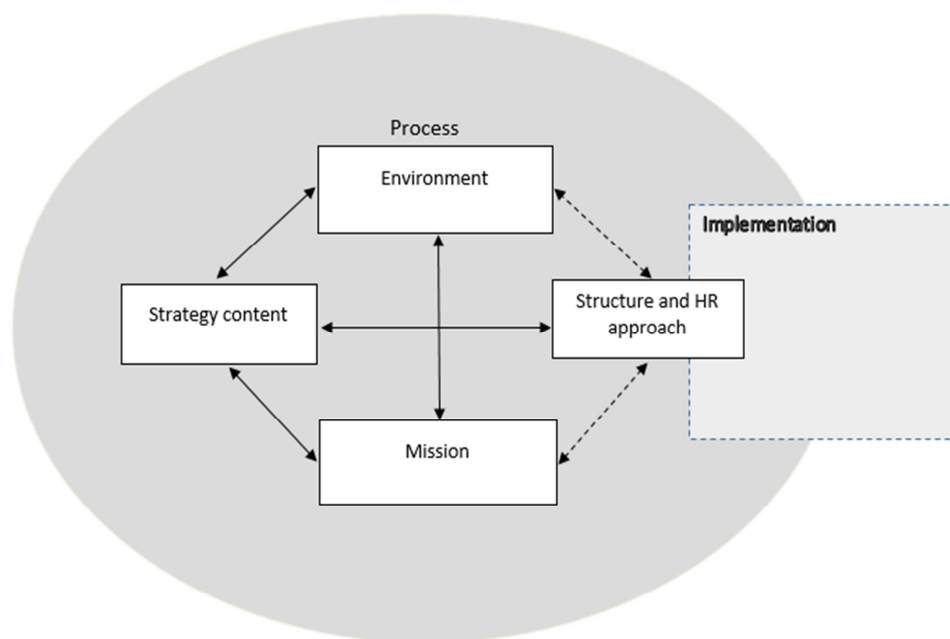 Process
Environment
Implementation
Strategy content
Structure and HR
approach
Mission